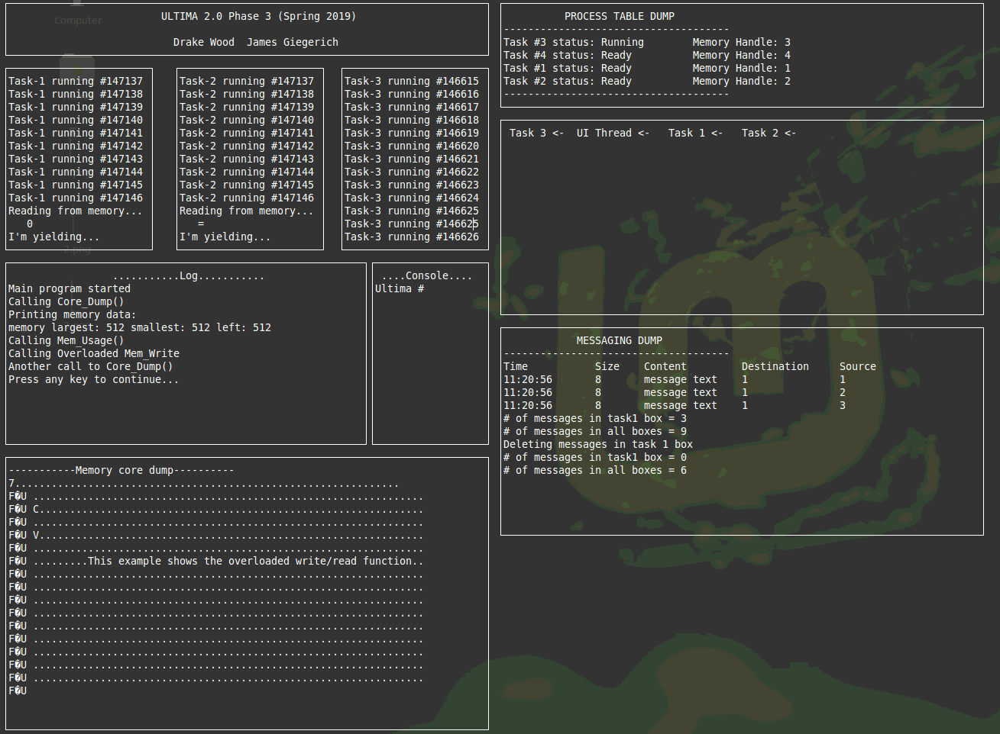 Computer
ULTIMA 2.0 Phase 3 (Spring 2019)
Drake Wood  James Giegerich
Task-1 running #147137
Task-1 running #147138
Task-1 running #147139
Task-1 running #147140
Task-1 running #147141
Task-1 running #147142
Task-1 running #147143
Task-1 running #147144
Task-1 running #147145
Task-1 running #147146
Reading from memory...
0
I'm yielding...
Task-2 running #147137
Task-2 running #147138
Task-2 running #147139
Task-2 running #147140
Task-2 running #147141
Task-2 running #147142
Task-2 running #147143
Task-2 running #147144
Task-2 running #147145
Task-2 running #147146
Reading from memory...
=
I'm yielding...
Task-3 running #146615
Task-3 running #146616
Task-3 running #146617
Task-3 running #146618
Task-3 running #146619
Task-3 running #146620
Task-3 running #146621
Task-3 running #146622
Task-3 running #146623
Task-3 running #146624
Task-3 running #146625
Task-3 running #146625
Task-3 running #146626
...........Log...........
Main program started
Calling Core_Dump()
Printing memory data:
memory largest: 512 smallest: 512 left: 512
Calling Mem_Usage()
Calling Overloaded Mem_Write
Another call to Core_Dump()
Press any key to continue...
....Console....
Ultima #
-----------Memory core dump----------
7...............................................................
F�U ................................................................
F�U C...............................................................
F�U ................................................................
F�U V...............................................................
F�U ................................................................
F�U .........This example shows the overloaded write/read function..
F�U ................................................................
F�U ................................................................
F�U ................................................................
F�U ................................................................
F�U ................................................................
F�U ................................................................
F�U ................................................................
F�U ................................................................
F�U ................................................................
F�U
PROCESS TABLE DUMP
-------------------------------------
Task #3 status: Running        Memory Handle: 3
Task #4 status: Ready          Memory Handle: 4
Task #1 status: Ready          Memory Handle: 1
Task #2 status: Ready          Memory Handle: 2
-------------------------------------
Task 3 <-  UI Thread <-   Task 1 <-   Task 2 <-
MESSAGING DUMP
-------------------------------------
Time           Size    Content         Destination     Source
11:20:56       8       message text    1               1
11:20:56       8       message text    1               2
11:20:56       8       message text    1               3
# of messages in task1 box = 3
# of messages in all boxes = 9
Deleting messages in task 1 box
# of messages in task1 box = 0
# of messages in all boxes = 6